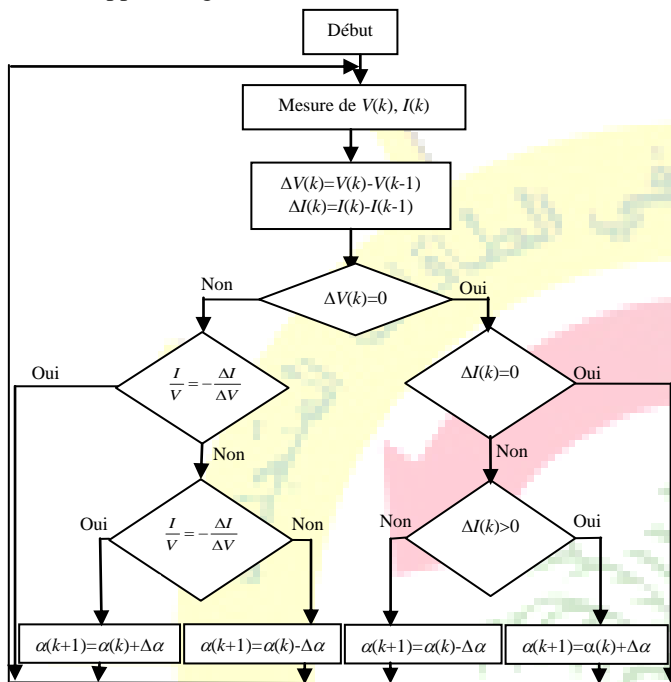 Début
Mesure de V(k), I(k)
ΔV(k)=V(k)-V(k-1)
ΔI(k)=I(k)-I(k-1)
Non
ΔV(k)=0
Oui
Oui
I/V = −ΔI/ΔV
ΔI(k)=0
Oui
Non
Non
Oui
I/V = −ΔI/ΔV
Non
Non
ΔI(k)>0
Oui
α(k+1)=α(k)+Δα
α(k+1)=α(k)-Δα
α(k+1)=α(k)-Δα
α(k+1)=α(k)+Δα